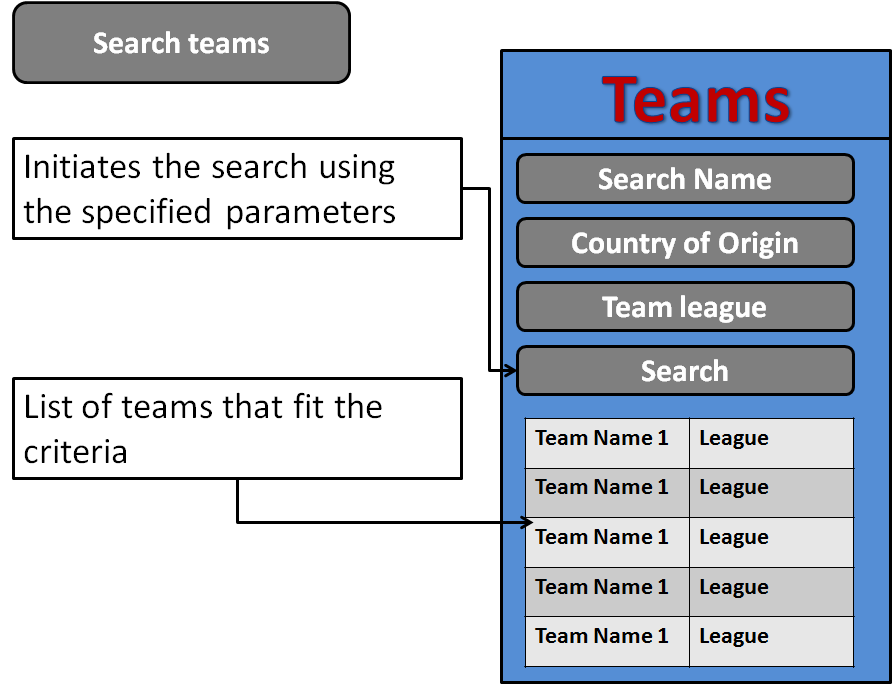 Search teams
Initiates the search using
the specified parameters
List of teams that fit the
criteria
Teams
Search Name
Country of Origin
Team league
Search
Team Name 1 League
Team Name 1 League
Team Name 1 League
Team Name 1 League
Team Name 1 League